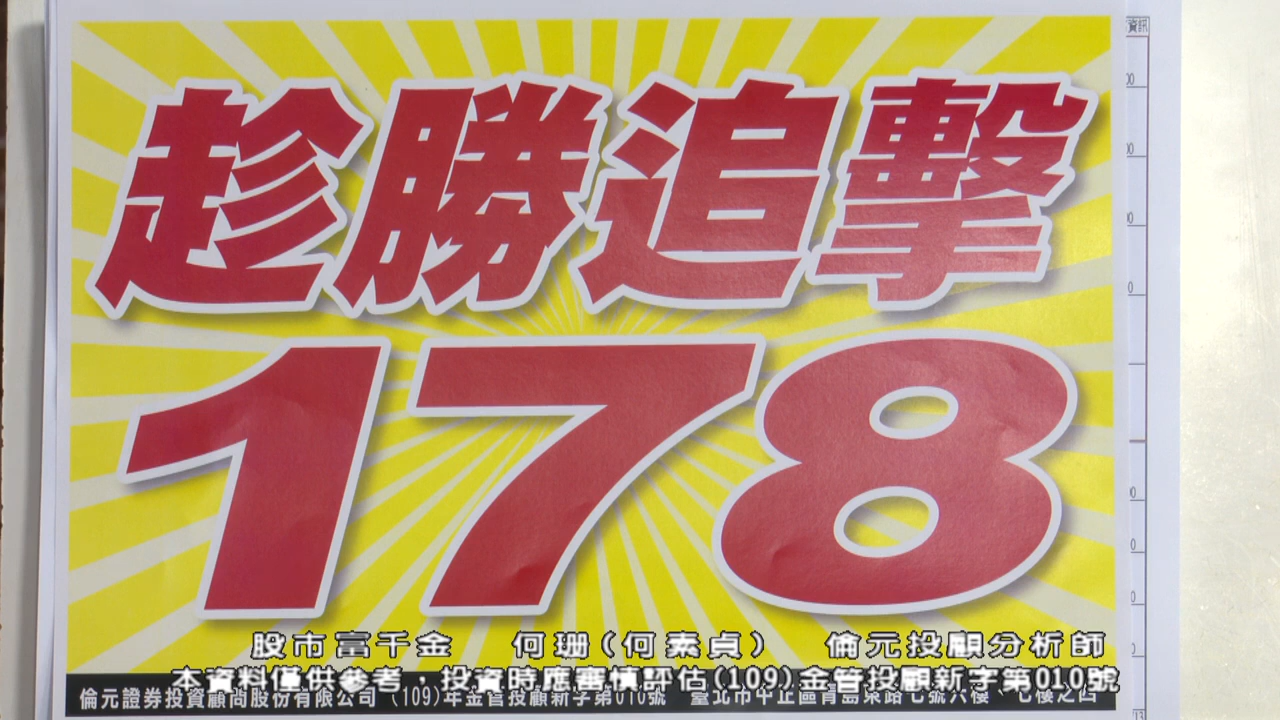 資訊
趁勝追擊
178
股市富千金 何珊(何素貞) 倫元投顧分析師
本資料僅供參考,投資時應審慎評估(109)金管投顧新字第010號
倫元證券投資顧問股份有限公司 (109)年金管投顧新字第010號 臺北市中正區青島東路七號六樓、七樓之四